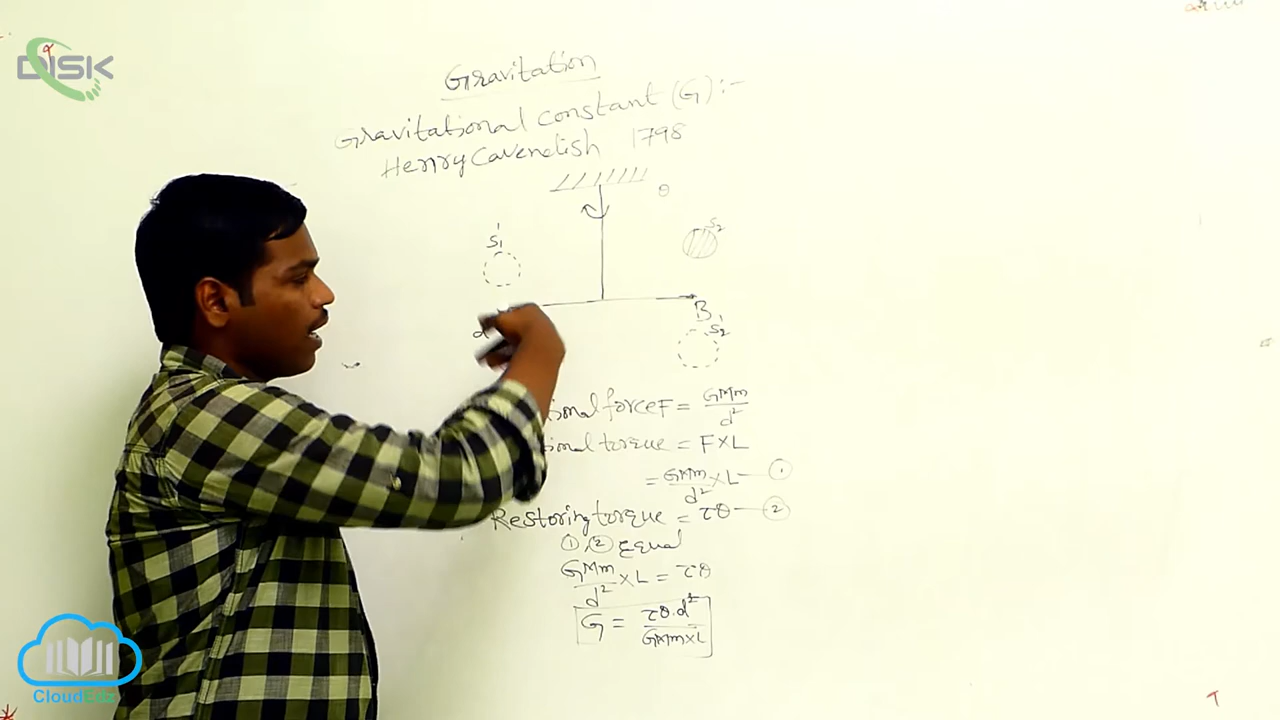 DISK
Gravitation
Gravitational constant (G):-
Henry Cavendish 1798
θ
S₁'
S₂
B
S₂'
d
ional force F = GMm/d²
ional torque = F×L
= GMm/d² ×L — ①
Restoring torque = τθ — ②
① ② Equal
GMm/d² ×L = τθ
G = τθ.d²/GMm×L
CloudEdz
T